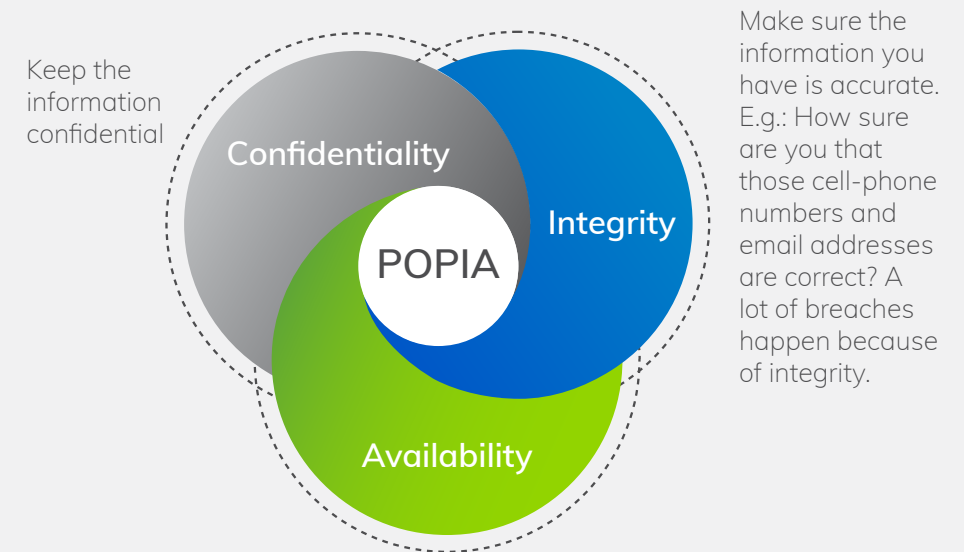 Keep the
information
confidential
Confidentiality
Integrity
POPIA
Availability
Make sure the
information you
have is accurate.
E.g.: How sure
are you that
those cell-phone
numbers and
email addresses
are correct? A
lot of breaches
happen because
of integrity.